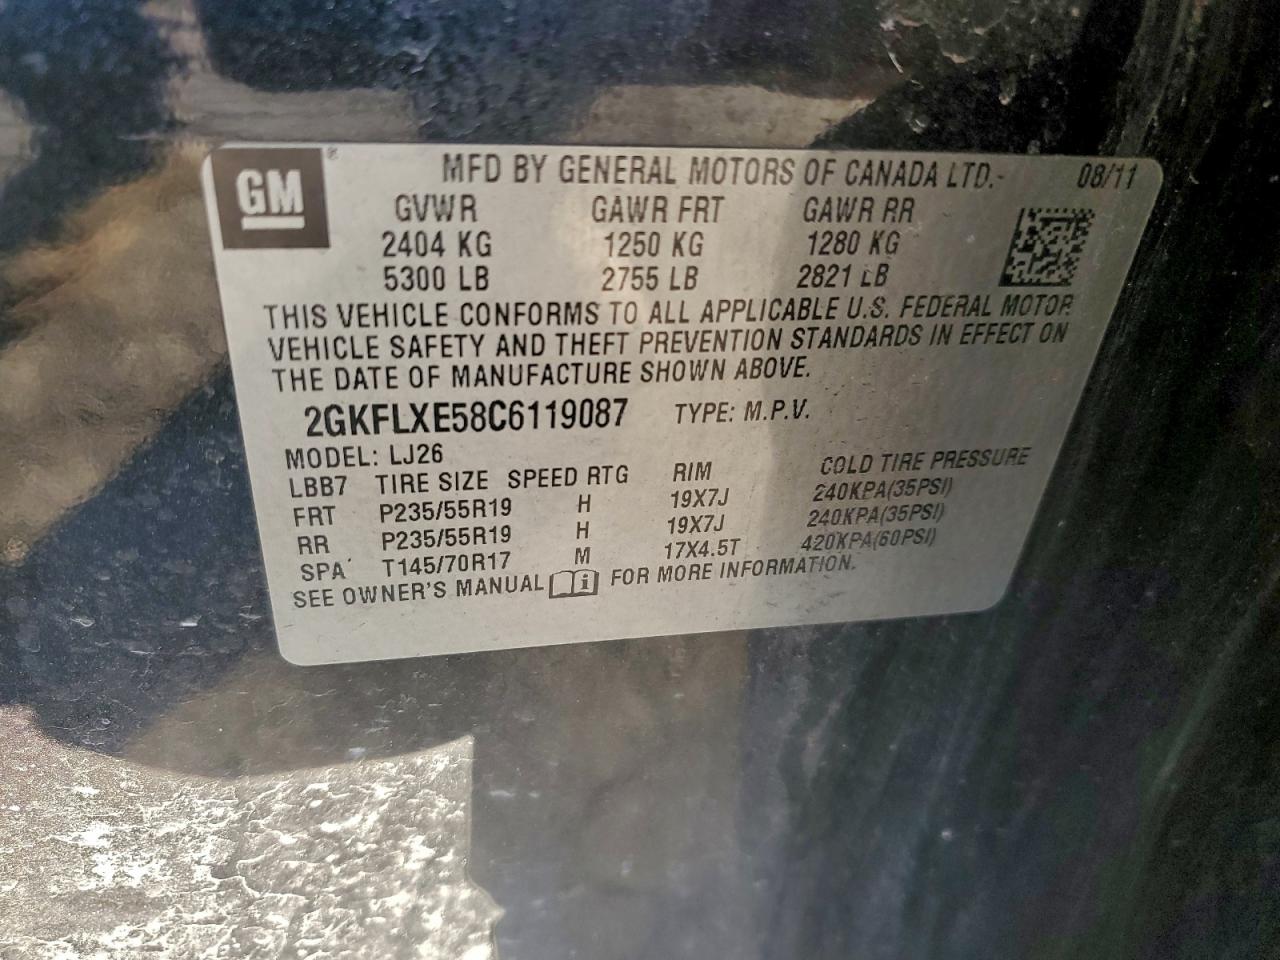 GM ® MFD BY GENERAL MOTORS OF CANADA LTD.- 08/11
GVWR GAWR FRT GAWR RR
2404 KG 1250 KG 1280 KG
5300 LB 2755 LB 2821 LB
THIS VEHICLE CONFORMS TO ALL APPLICABLE U.S. FEDERAL MOTOR
VEHICLE SAFETY AND THEFT PREVENTION STANDARDS IN EFFECT ON
THE DATE OF MANUFACTURE SHOWN ABOVE.
2GKFLXE58C6119087 TYPE: M.P.V.
MODEL: LJ26
LBB7 TIRE SIZE SPEED RTG RIM COLD TIRE PRESSURE
FRT P235/55R19 H 19X7J 240KPA(35PSI)
RR P235/55R19 H 19X7J 240KPA(35PSI)
SPA T145/70R17 M 17X4.5T 420KPA(60PSI)
SEE OWNER'S MANUAL i FOR MORE INFORMATION.